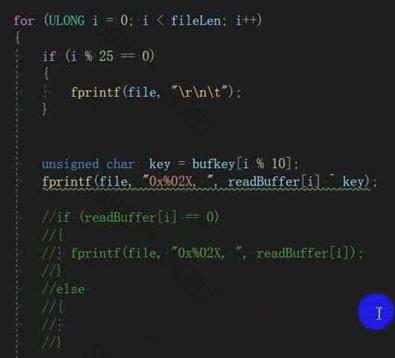 for (ULONG i = 0; i < fileLen; i++)
{
if (i % 25 == 0)
{
fprintf(file, "\r\n\t");
}
unsigned char key = bufkey[i % 10];
fprintf(file, "0x%02X, ", readBuffer[i] ^ key);
//if (readBuffer[i] == 0)
//{
// fprintf(file, "0x%02X, ", readBuffer[i]);
//}
//else
//{
//
//}